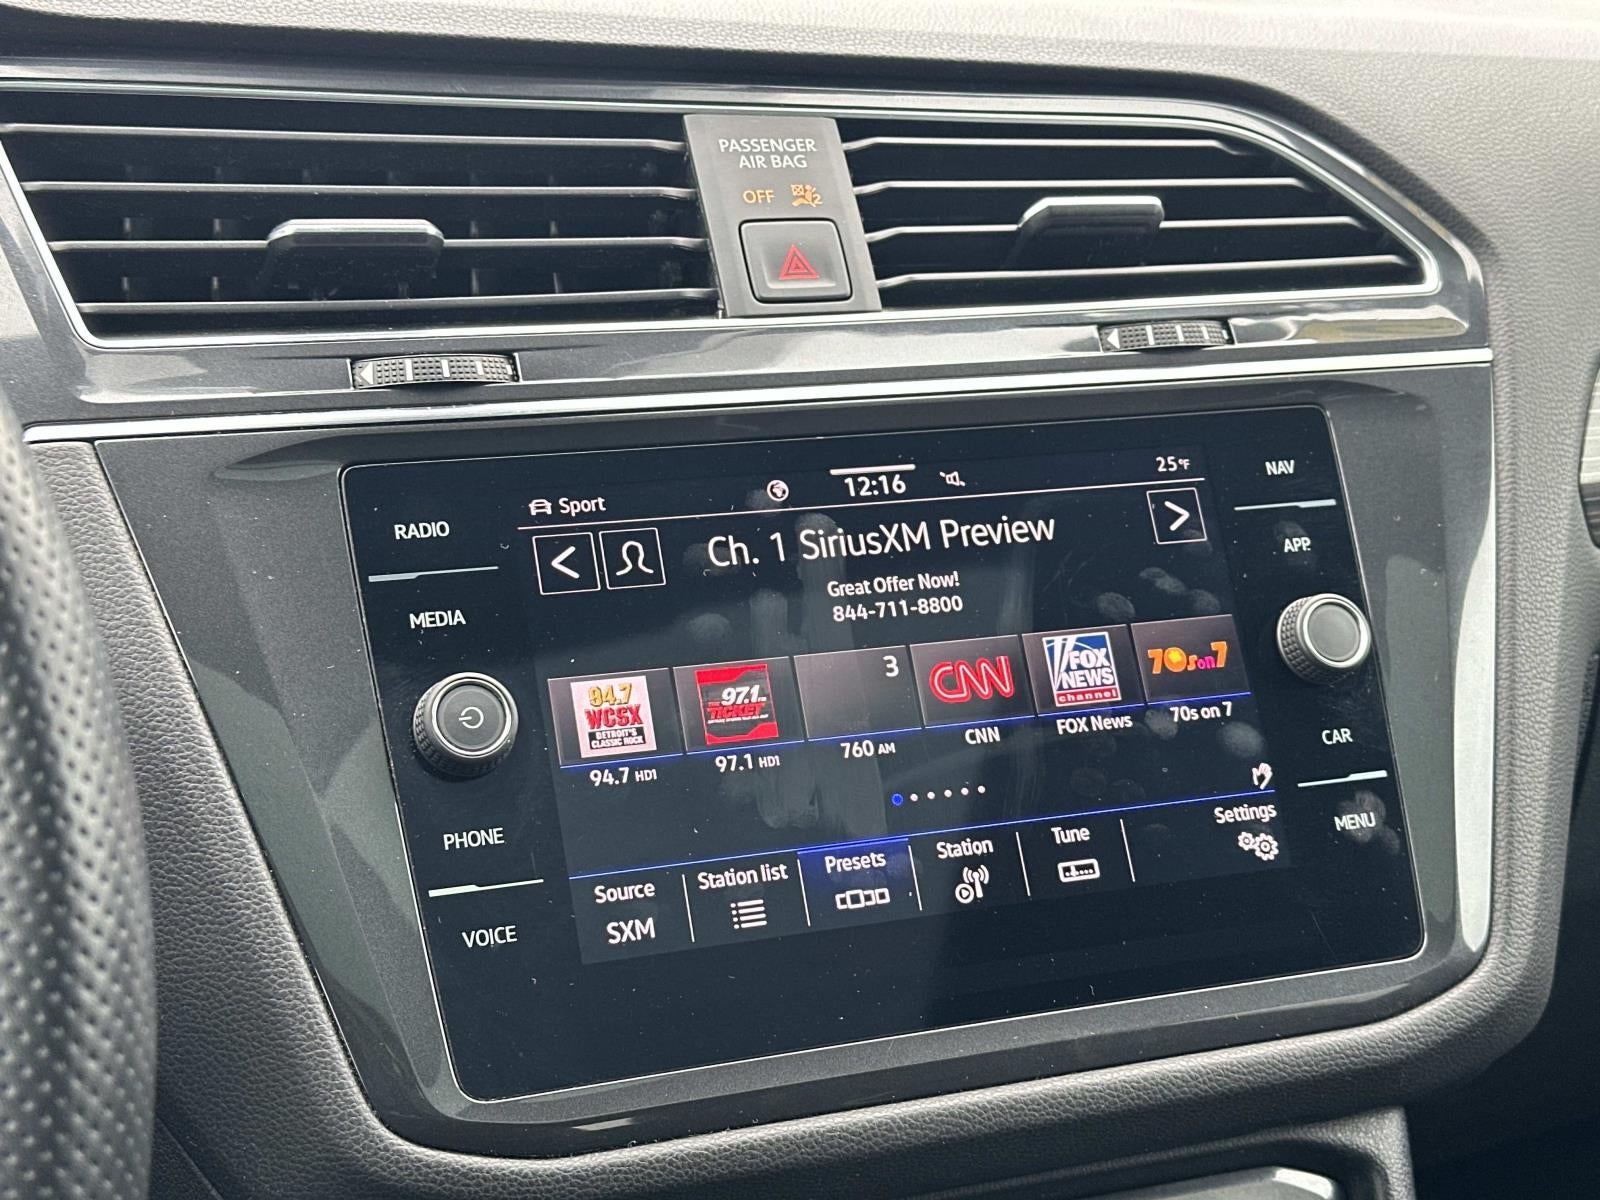 PASSENGER
AIR BAG
OFF
2
RADIO
MEDIA
PHONE
VOICE
NAV
APP
CAR
MENU
Sport
12:16
25°F
< >
Ch. 1 SiriusXM Preview
Great Offer Now!
844-711-8800
94.7
WCSX
DETROIT'S
CLASSIC ROCK
94.7 HD1
97.1 FM
THE TICKET
97.1 HD1
3
760 AM
CNN
CNN
FOX
NEWS
channel
FOX News
70s on 7
70s on 7
Source
SXM
Station list
Presets
Station
Tune
Settings